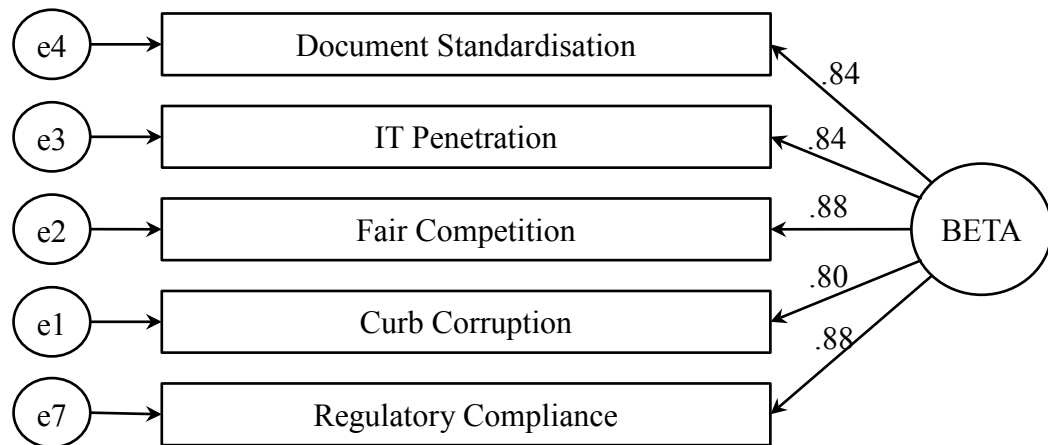 e4
Document Standardisation
.84
e3
IT Penetration
.84
e2
Fair Competition
.88
BETA
e1
Curb Corruption
.80
e7
Regulatory Compliance
.88